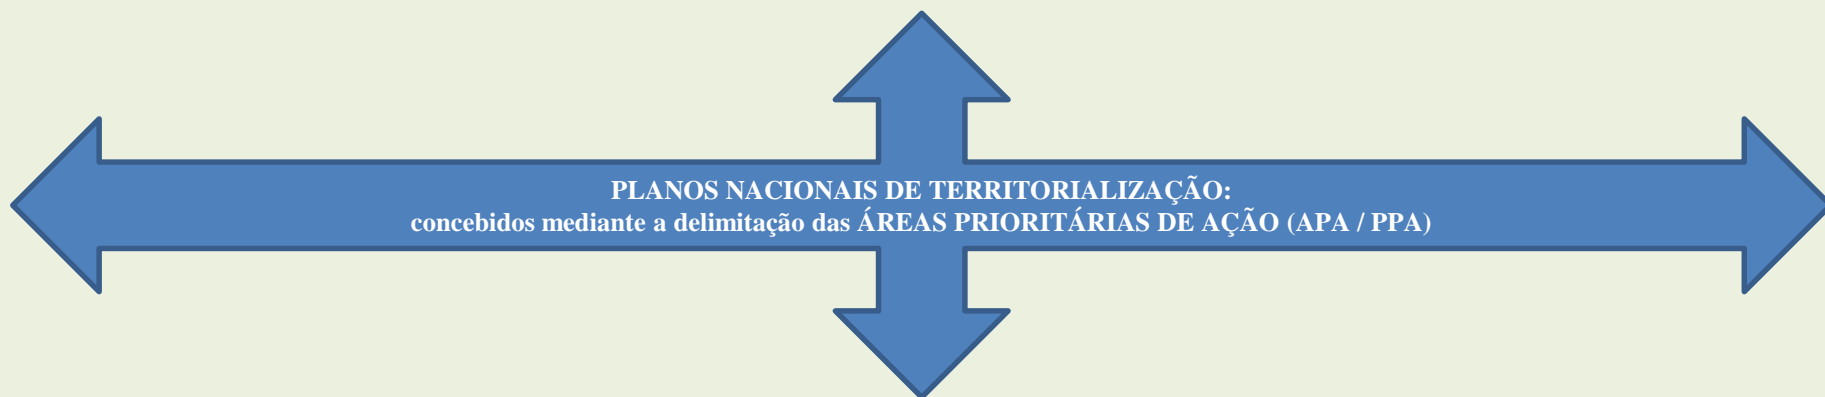 PLANOS NACIONAIS DE TERRITORIALIZAÇÃO:
concebidos mediante a delimitação das ÁREAS PRIORITÁRIAS DE AÇÃO (APA / PPA)